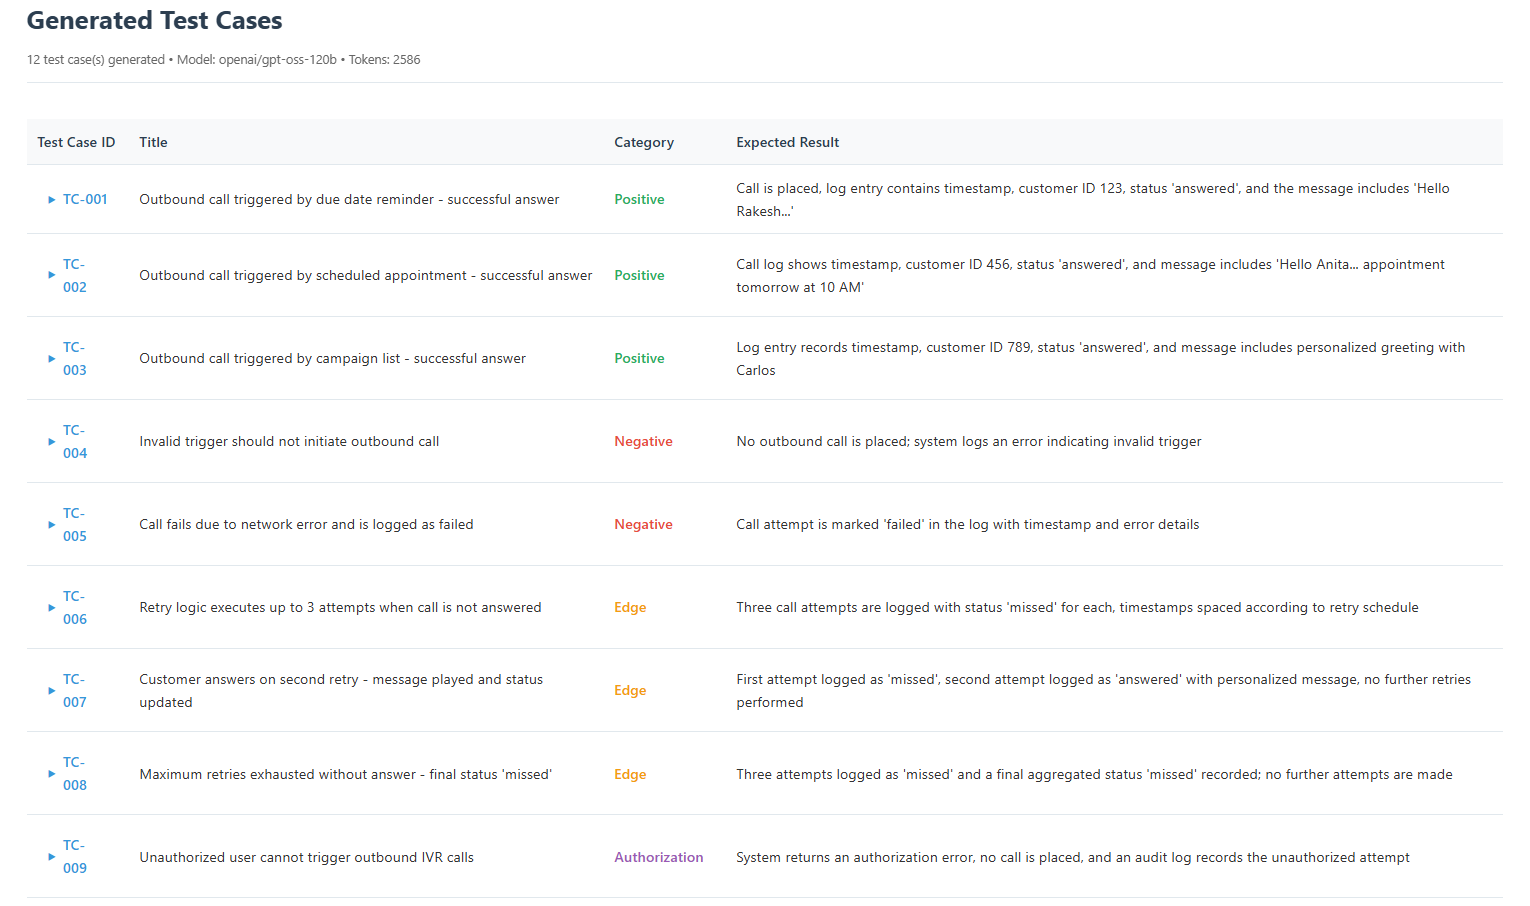 Generated Test Cases
12 test case(s) generated • Model: openai/gpt-oss-120b • Tokens: 2586
Test Case ID Title Category Expected Result
TC-001 Outbound call triggered by due date reminder - successful answer Positive Call is placed, log entry contains timestamp, customer ID 123, status 'answered', and the message includes 'Hello
Rakesh...'
TC-
002 Outbound call triggered by scheduled appointment - successful answer Positive Call log shows timestamp, customer ID 456, status 'answered', and message includes 'Hello Anita... appointment
tomorrow at 10 AM'
TC-
003 Outbound call triggered by campaign list - successful answer Positive Log entry records timestamp, customer ID 789, status 'answered', and message includes personalized greeting with
Carlos
TC-
004 Invalid trigger should not initiate outbound call Negative No outbound call is placed; system logs an error indicating invalid trigger
TC-
005 Call fails due to network error and is logged as failed Negative Call attempt is marked 'failed' in the log with timestamp and error details
TC-
006 Retry logic executes up to 3 attempts when call is not answered Edge Three call attempts are logged with status 'missed' for each, timestamps spaced according to retry schedule
TC-
007 Customer answers on second retry - message played and status
updated Edge First attempt logged as 'missed', second attempt logged as 'answered' with personalized message, no further retries
performed
TC-
008 Maximum retries exhausted without answer - final status 'missed' Edge Three attempts logged as 'missed' and a final aggregated status 'missed' recorded; no further attempts are made
TC-
009 Unauthorized user cannot trigger outbound IVR calls Authorization System returns an authorization error, no call is placed, and an audit log records the unauthorized attempt